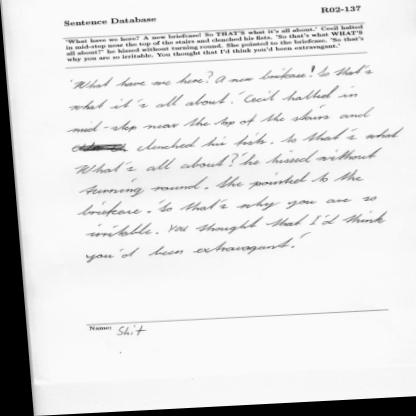 Sentence Database
R02-137
'What have we here? A new briefcase! So THAT'S what it's all about.' Cecil halted
in mid-step near the top of the stairs and clenched his fists. 'So that's what WHAT'S
all about?' he hissed without turning round. She pointed to the briefcase. 'So that's
why you are so irritable. You thought that I'd think you'd been extravagant.'
'What have we here? A new briefcase! So that's
what it's all about.' Cecil halted in
mid-step near the top of the stairs and
clenched his fists. So that's what
What's all about?' he hissed without
turning round. She pointed to the
briefcase. 'So that's why you are so
irritable. You thought that I'd think
you'd been extravagant.'
Name: